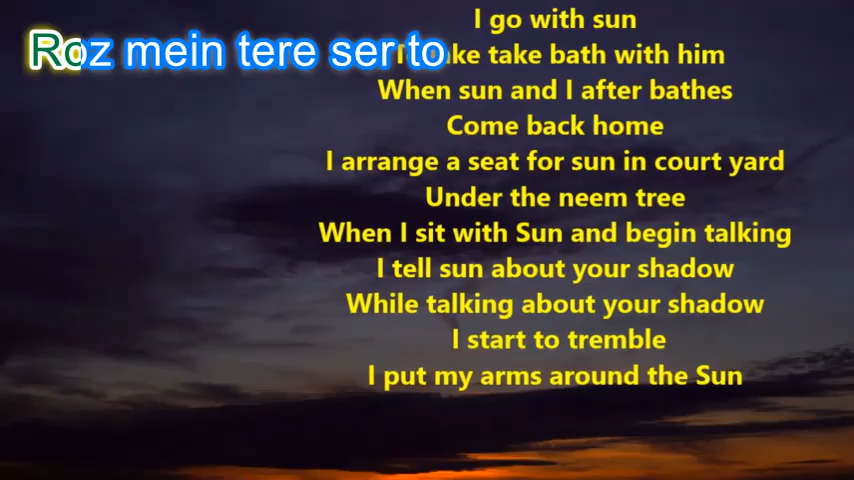 I go with sun
Roz mein tere ser to
take bath with him
When sun and I after bathes
Come back home
I arrange a seat for sun in court yard
Under the neem tree
When I sit with Sun and begin talking
I tell sun about your shadow
While talking about your shadow
I start to tremble
I put my arms around the Sun